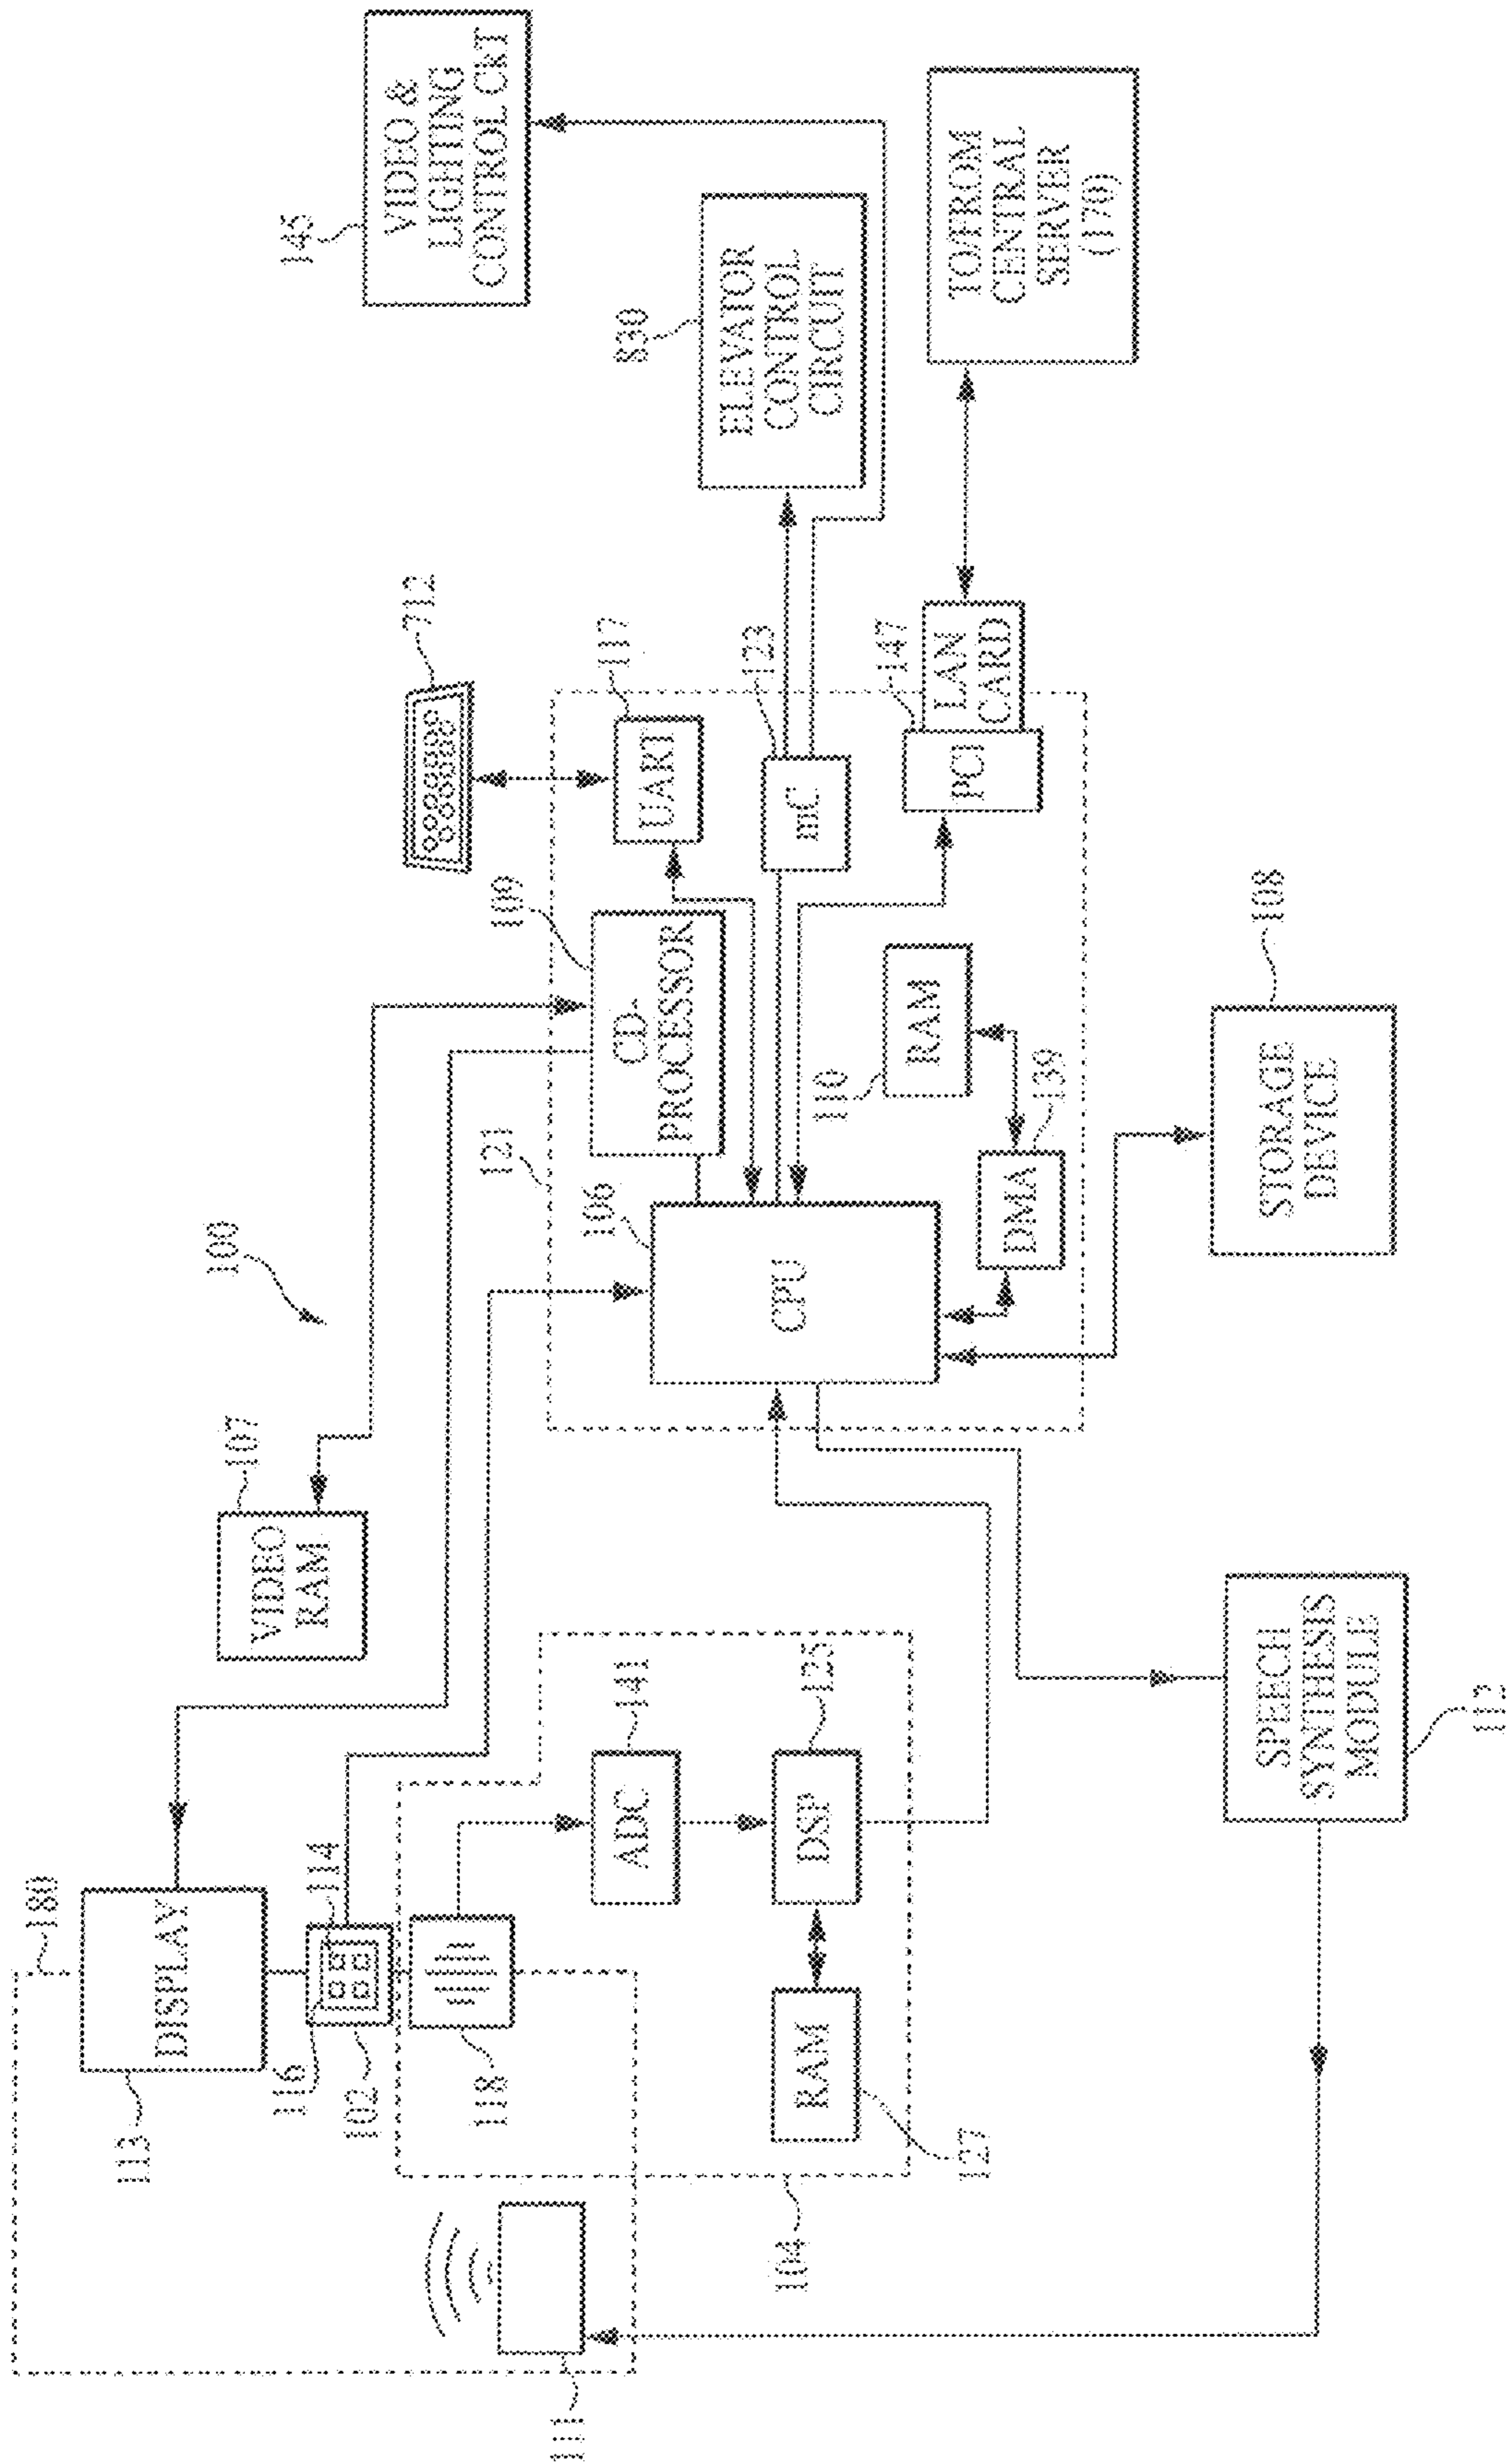 100
180
DISPLAY
113
116
114
102
118
111
104
ADC
141
DSP
125
RAM
127
VIDEO
RAM
107
121
CPU
106
CD-
PROCESSOR
109
UART
117
712
mC
123
PCI
147
LAN
CARD
RAM
110
DMA
139
STORAGE
DEVICE
108
SPEECH
SYNTHESIS
MODULE
112
VIDEO &
LIGHTING
CONTROL CKT
145
ELEVATOR
CONTROL
CIRCUIT
830
TO/FROM
CENTRAL
SERVER
(170)